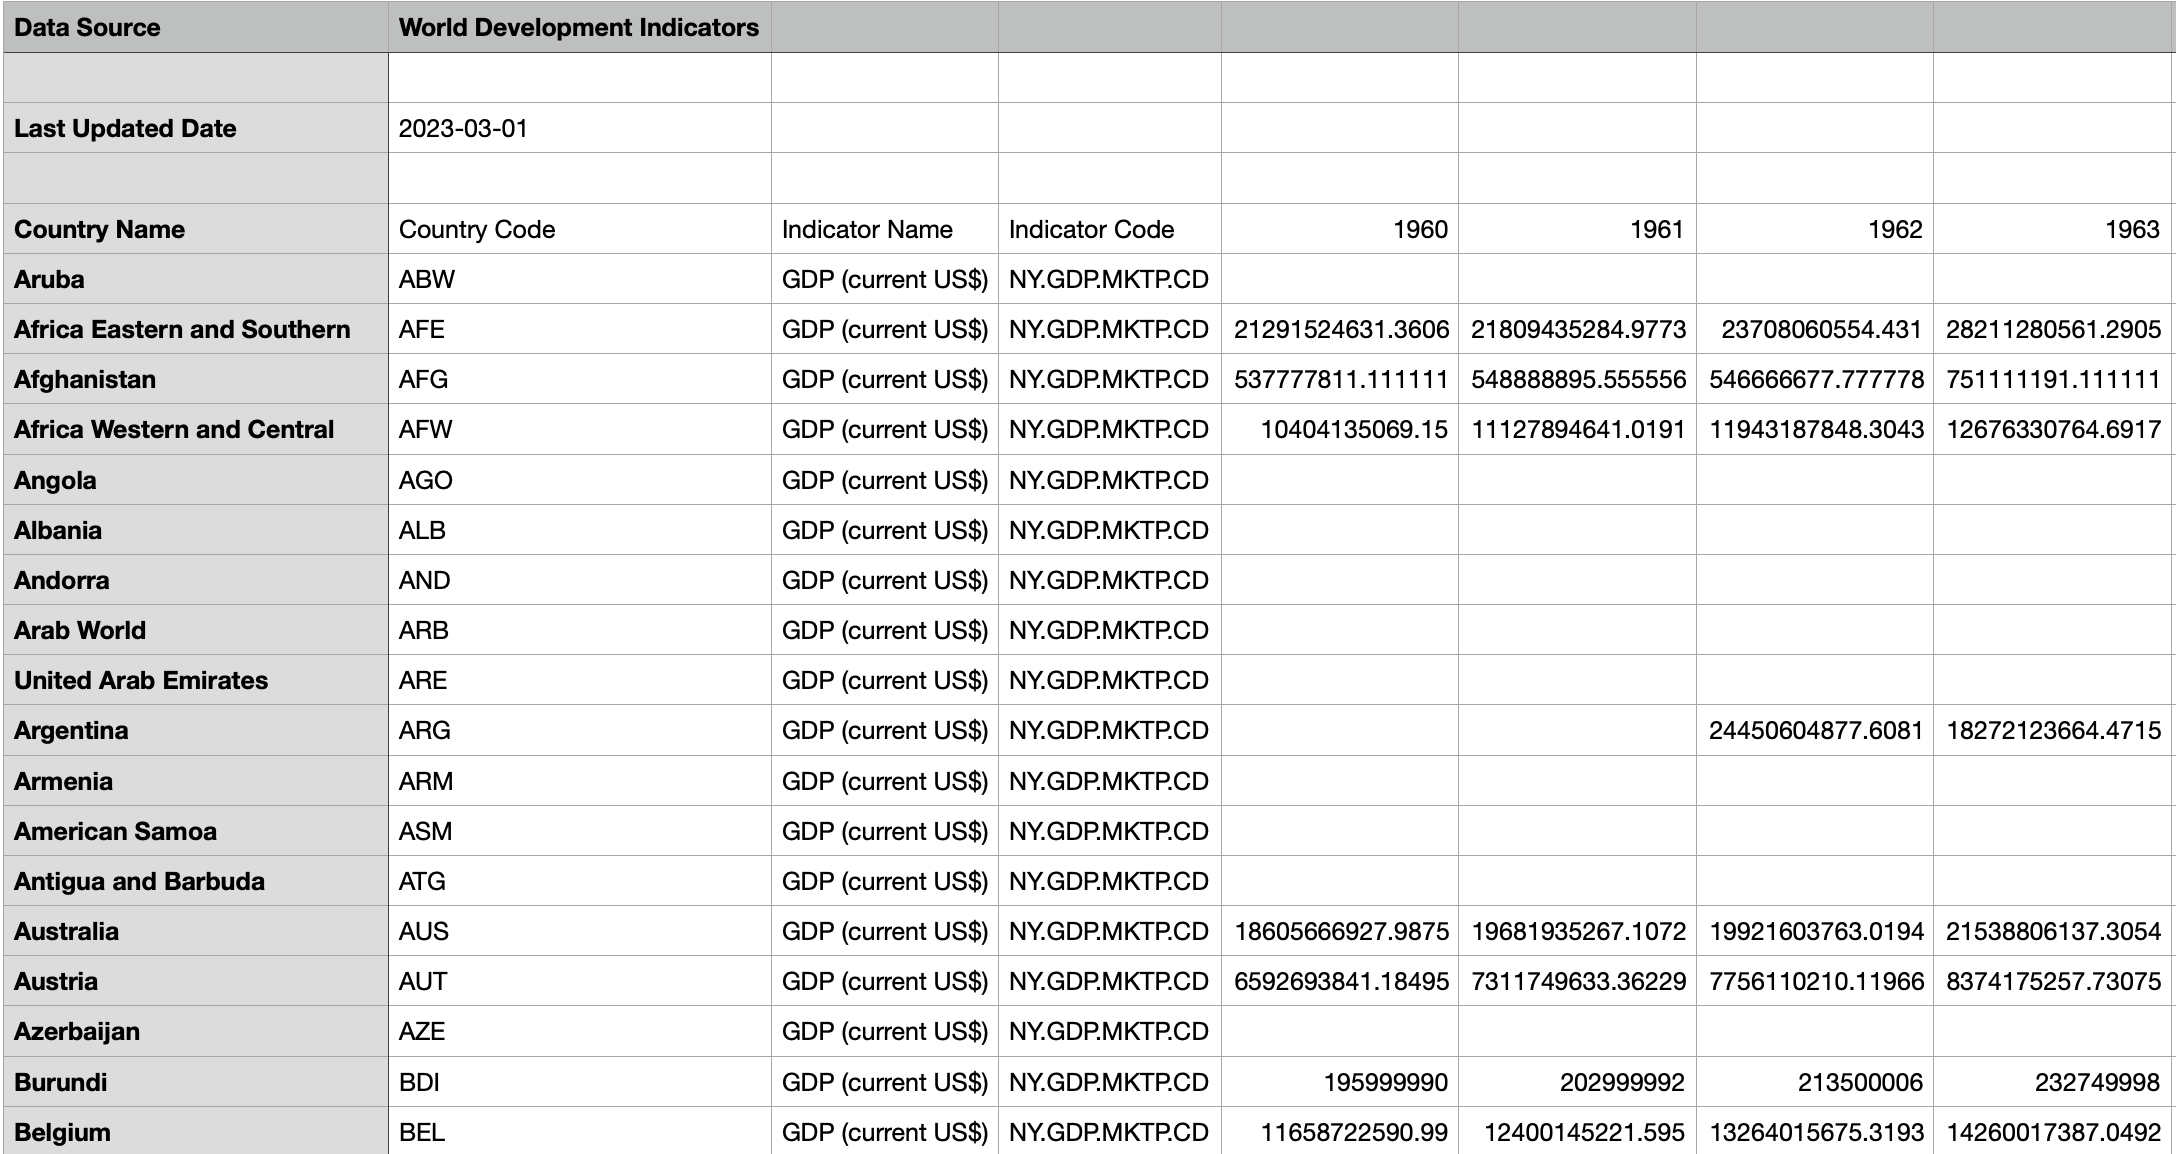 Data Source World Development Indicators
Last Updated Date 2023-03-01
Country Name Country Code Indicator Name Indicator Code 1960 1961 1962 1963
Aruba ABW GDP (current US$) NY.GDP.MKTP.CD
Africa Eastern and Southern AFE GDP (current US$) NY.GDP.MKTP.CD 21291524631.3606 21809435284.9773 23708060554.431 28211280561.2905
Afghanistan AFG GDP (current US$) NY.GDP.MKTP.CD 537777811.111111 548888895.555556 546666677.777778 751111191.111111
Africa Western and Central AFW GDP (current US$) NY.GDP.MKTP.CD 10404135069.15 11127894641.0191 11943187848.3043 12676330764.6917
Angola AGO GDP (current US$) NY.GDP.MKTP.CD
Albania ALB GDP (current US$) NY.GDP.MKTP.CD
Andorra AND GDP (current US$) NY.GDP.MKTP.CD
Arab World ARB GDP (current US$) NY.GDP.MKTP.CD
United Arab Emirates ARE GDP (current US$) NY.GDP.MKTP.CD
Argentina ARG GDP (current US$) NY.GDP.MKTP.CD 24450604877.6081 18272123664.4715
Armenia ARM GDP (current US$) NY.GDP.MKTP.CD
American Samoa ASM GDP (current US$) NY.GDP.MKTP.CD
Antigua and Barbuda ATG GDP (current US$) NY.GDP.MKTP.CD
Australia AUS GDP (current US$) NY.GDP.MKTP.CD 18605666927.9875 19681935267.1072 19921603763.0194 21538806137.3054
Austria AUT GDP (current US$) NY.GDP.MKTP.CD 6592693841.18495 7311749633.36229 7756110210.11966 8374175257.73075
Azerbaijan AZE GDP (current US$) NY.GDP.MKTP.CD
Burundi BDI GDP (current US$) NY.GDP.MKTP.CD 195999990 202999992 213500006 232749998
Belgium BEL GDP (current US$) NY.GDP.MKTP.CD 11658722590.99 12400145221.595 13264015675.3193 14260017387.0492